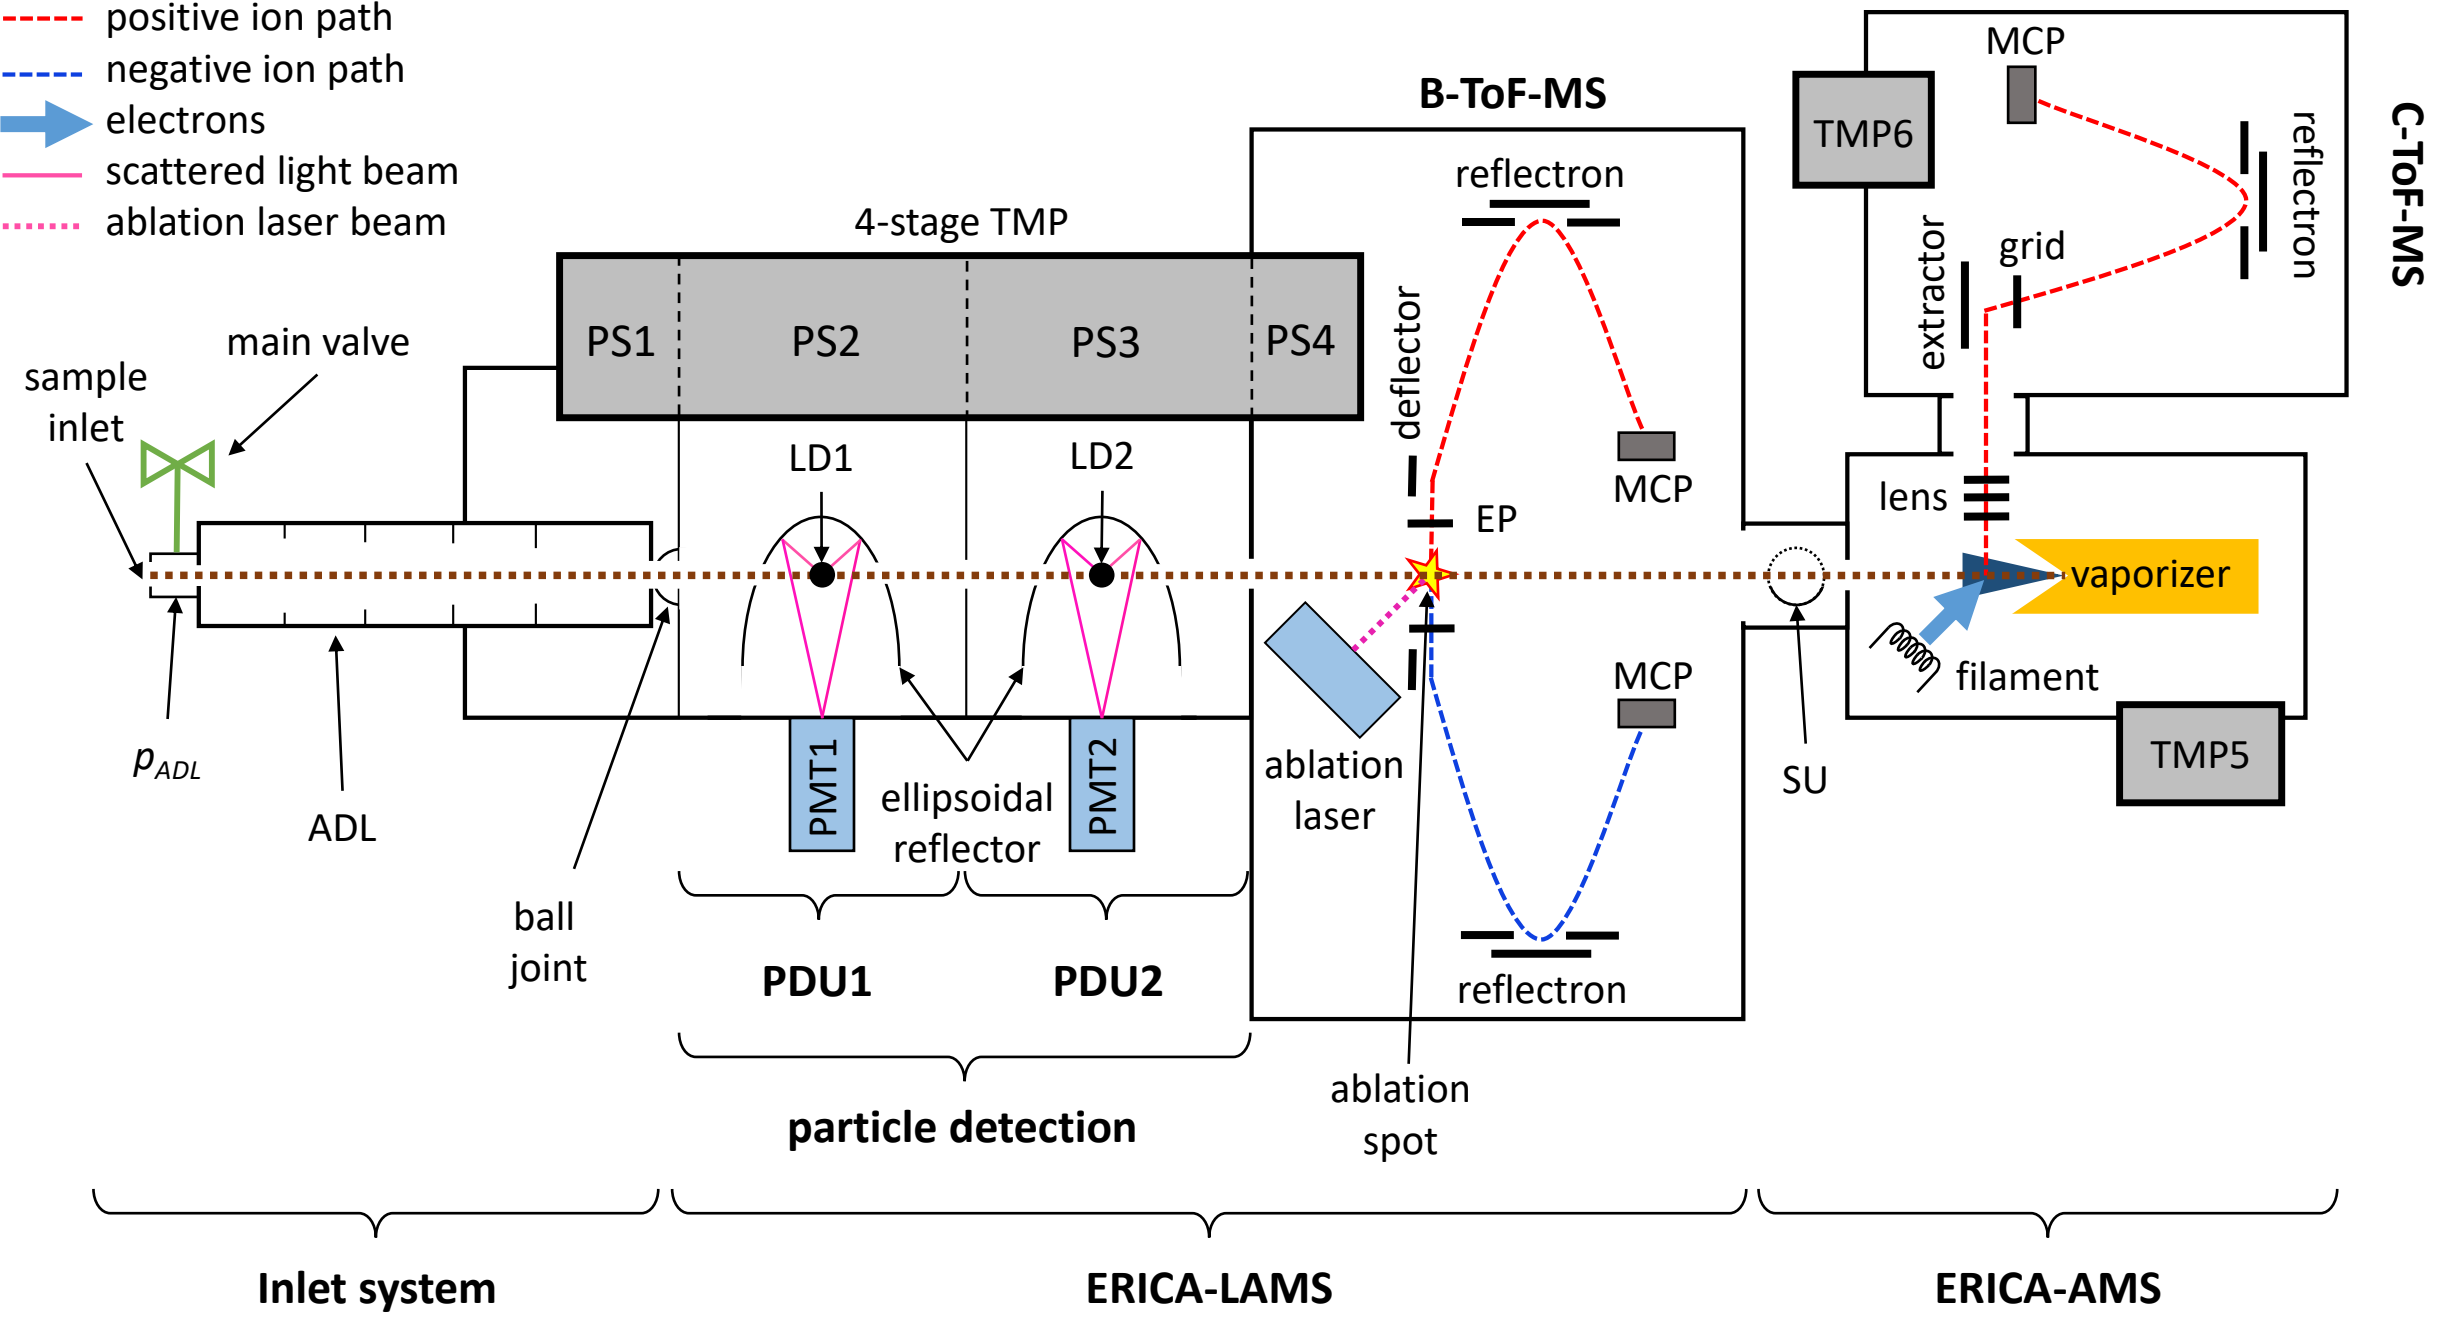 positive ion path
negative ion path
electrons
scattered light beam
ablation laser beam
4-stage TMP
PS1
PS2
PS3
PS4
main valve
sample
inlet
p_ADL
ADL
ball
joint
LD1
LD2
PMT1
PMT2
ellipsoidal
reflector
PDU1
PDU2
particle detection
B-ToF-MS
reflectron
deflector
EP
MCP
MCP
ablation
laser
reflectron
ablation
spot
SU
C-ToF-MS
MCP
TMP6
reflectron
extractor
grid
lens
vaporizer
filament
TMP5
Inlet system
ERICA-LAMS
ERICA-AMS